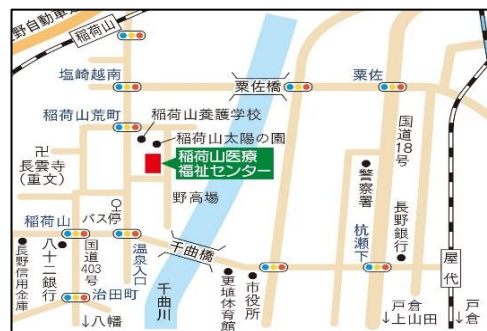 野自動車
稲荷山
塩崎越南
粟佐橋
粟佐
稲荷山荒町
稲荷山養護学校
稲荷山太陽の園
稲荷山医療
福祉センター
卍
長雲寺
(重文)
国道18号
警察署
野高場
稲荷山
バス停
千曲橋
杭瀬下
長野銀行
屋代
長野信用金庫
八十二銀行
国道403号
温泉入口
治田町
↓八幡
千曲川
更埴体育館
市役所
戸倉
↓上山田
戸倉
↓